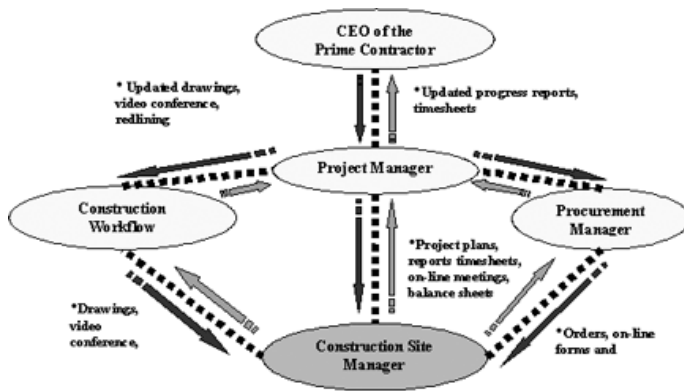 CEO of the
Prime Contractor
* Updated drawings,
video conference,
redlining
*Updated progress reports,
timesheets
Project Manager
Construction
Workflow
Procurement
Manager
*Project plans,
reports timesheets,
on-line meetings,
balance sheets
*Drawings,
video
conference,
*Orders, on-line
forms and
Construction Site
Manager